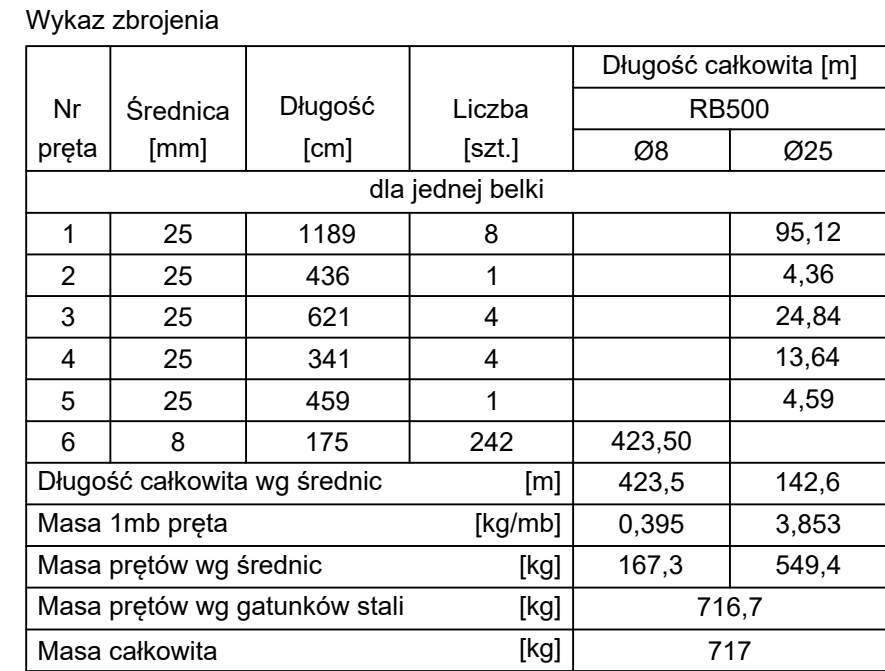 Wykaz zbrojenia
Długość całkowita [m]
Nr pręta Średnica [mm] Długość [cm] Liczba [szt.] RB500
Ø8 Ø25
dla jednej belki
1 25 1189 8 95,12
2 25 436 1 4,36
3 25 621 4 24,84
4 25 341 4 13,64
5 25 459 1 4,59
6 8 175 242 423,50
Długość całkowita wg średnic [m] 423,5 142,6
Masa 1mb pręta [kg/mb] 0,395 3,853
Masa prętów wg średnic [kg] 167,3 549,4
Masa prętów wg gatunków stali [kg] 716,7
Masa całkowita [kg] 717